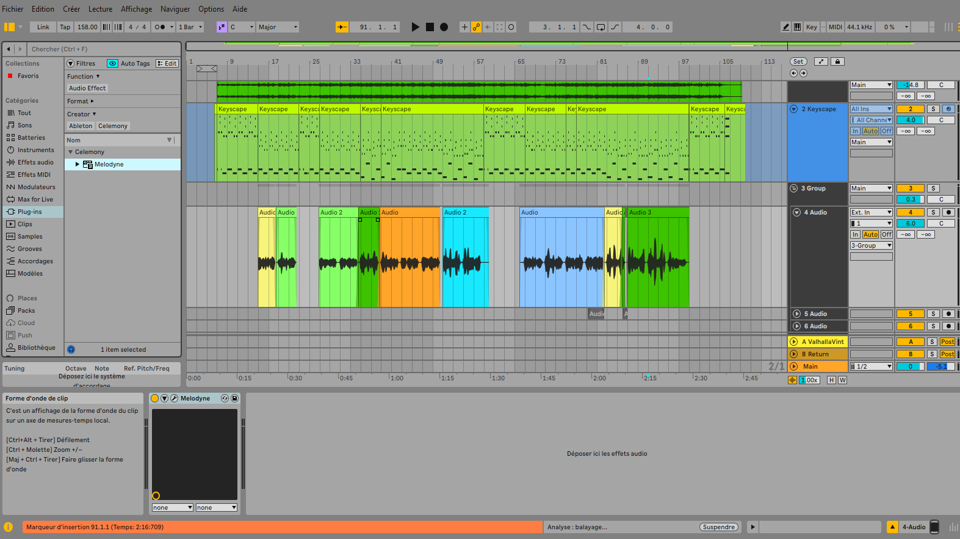 Fichier Edition Créer Lecture Affichage Naviguer Options Aide
Link Tap 158.00 4 / 4 1 Bar C Major 91. 1. 1 3. 1. 1 4. 0. 0 Key MIDI 44.1 kHz 0 %
Chercher (Ctrl + F)
Collections
Favoris
Catégories
Tout
Sons
Batteries
Instruments
Effets audio
Effets MIDI
Modulateurs
Max for Live
Plug-ins
Clips
Samples
Grooves
Accordages
Modèles
Places
Packs
Cloud
Push
Bibliothèque
Filtres Auto Tags Edit
Function
Audio Effect
Format
Creator
Ableton Celemony
Nom
Celemony
Melodyne
1 item selected
Tuning Octave Note Ref. Pitch/Freq
Déposez ici le système
d'accordage
1 9 17 25 33 41 49 57 65 73 81 89 97 105 113
Set
Keyscape Keyscape Keysca Keyscape Keyscape Keyscape Keyscape Keyscape Key Keyscape Keyscape Keysc
Audio Audio Audio 2 Audio Audio Audio 2 Audio Audio Audio 3
Audio A
2/1
0:00 0:15 0:30 0:45 1:00 1:15 1:30 1:45 2:00 2:15 2:30 2:45
Main -14.8
-∞ -∞
2 Keyscape All Ins 2 S
All Channe 4.0 C
In Auto Off -∞ -∞
Main
3 Group Main 3 S
0.3 C
4 Audio Ext. In 4 S
1 6.0 C
In Auto Off -∞ -∞
3-Group
5 Audio 5 S
6 Audio 6 S
A ValhallaVint A S Post
B Return B S Post
Main 1/2 0
1.00x H W
Forme d'onde de clip
C'est un affichage de la forme d'onde du clip
sur un axe de mesures-temps local.
[Ctrl+Alt + Tirer] Défilement
[Ctrl + Molette] Zoom +/–
[Maj + Ctrl + Tirer] Faire glisser la forme
d'onde
Melodyne
none none
Déposer ici les effets audio
Marqueur d'insertion 91.1.1 (Temps: 2:16:709) Analyse : balayage... Suspendre 4-Audio